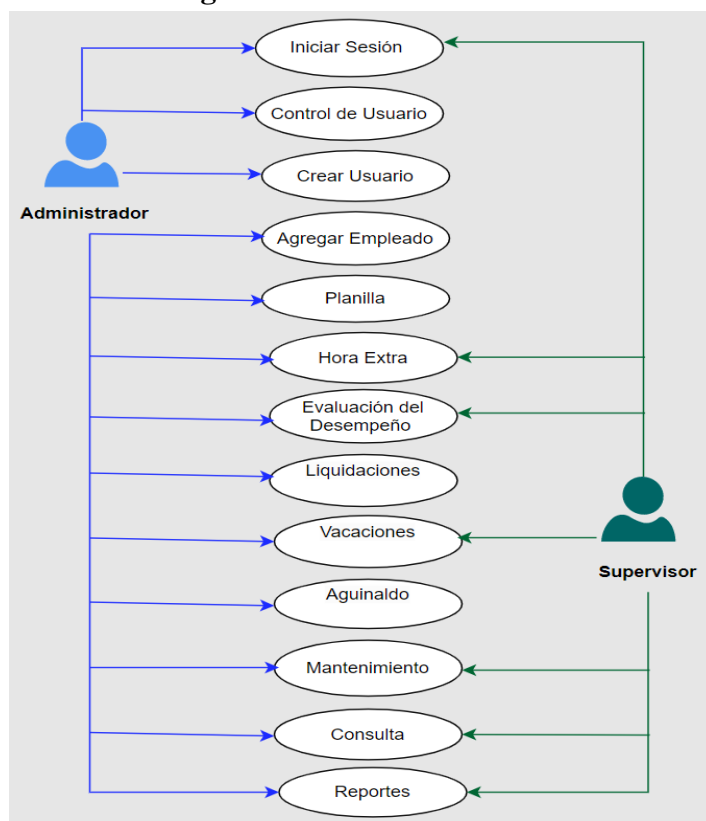 Iniciar Sesión
Control de Usuario
Crear Usuario
Administrador
Agregar Empleado
Planilla
Hora Extra
Evaluación del
Desempeño
Liquidaciones
Vacaciones
Supervisor
Aguinaldo
Mantenimiento
Consulta
Reportes